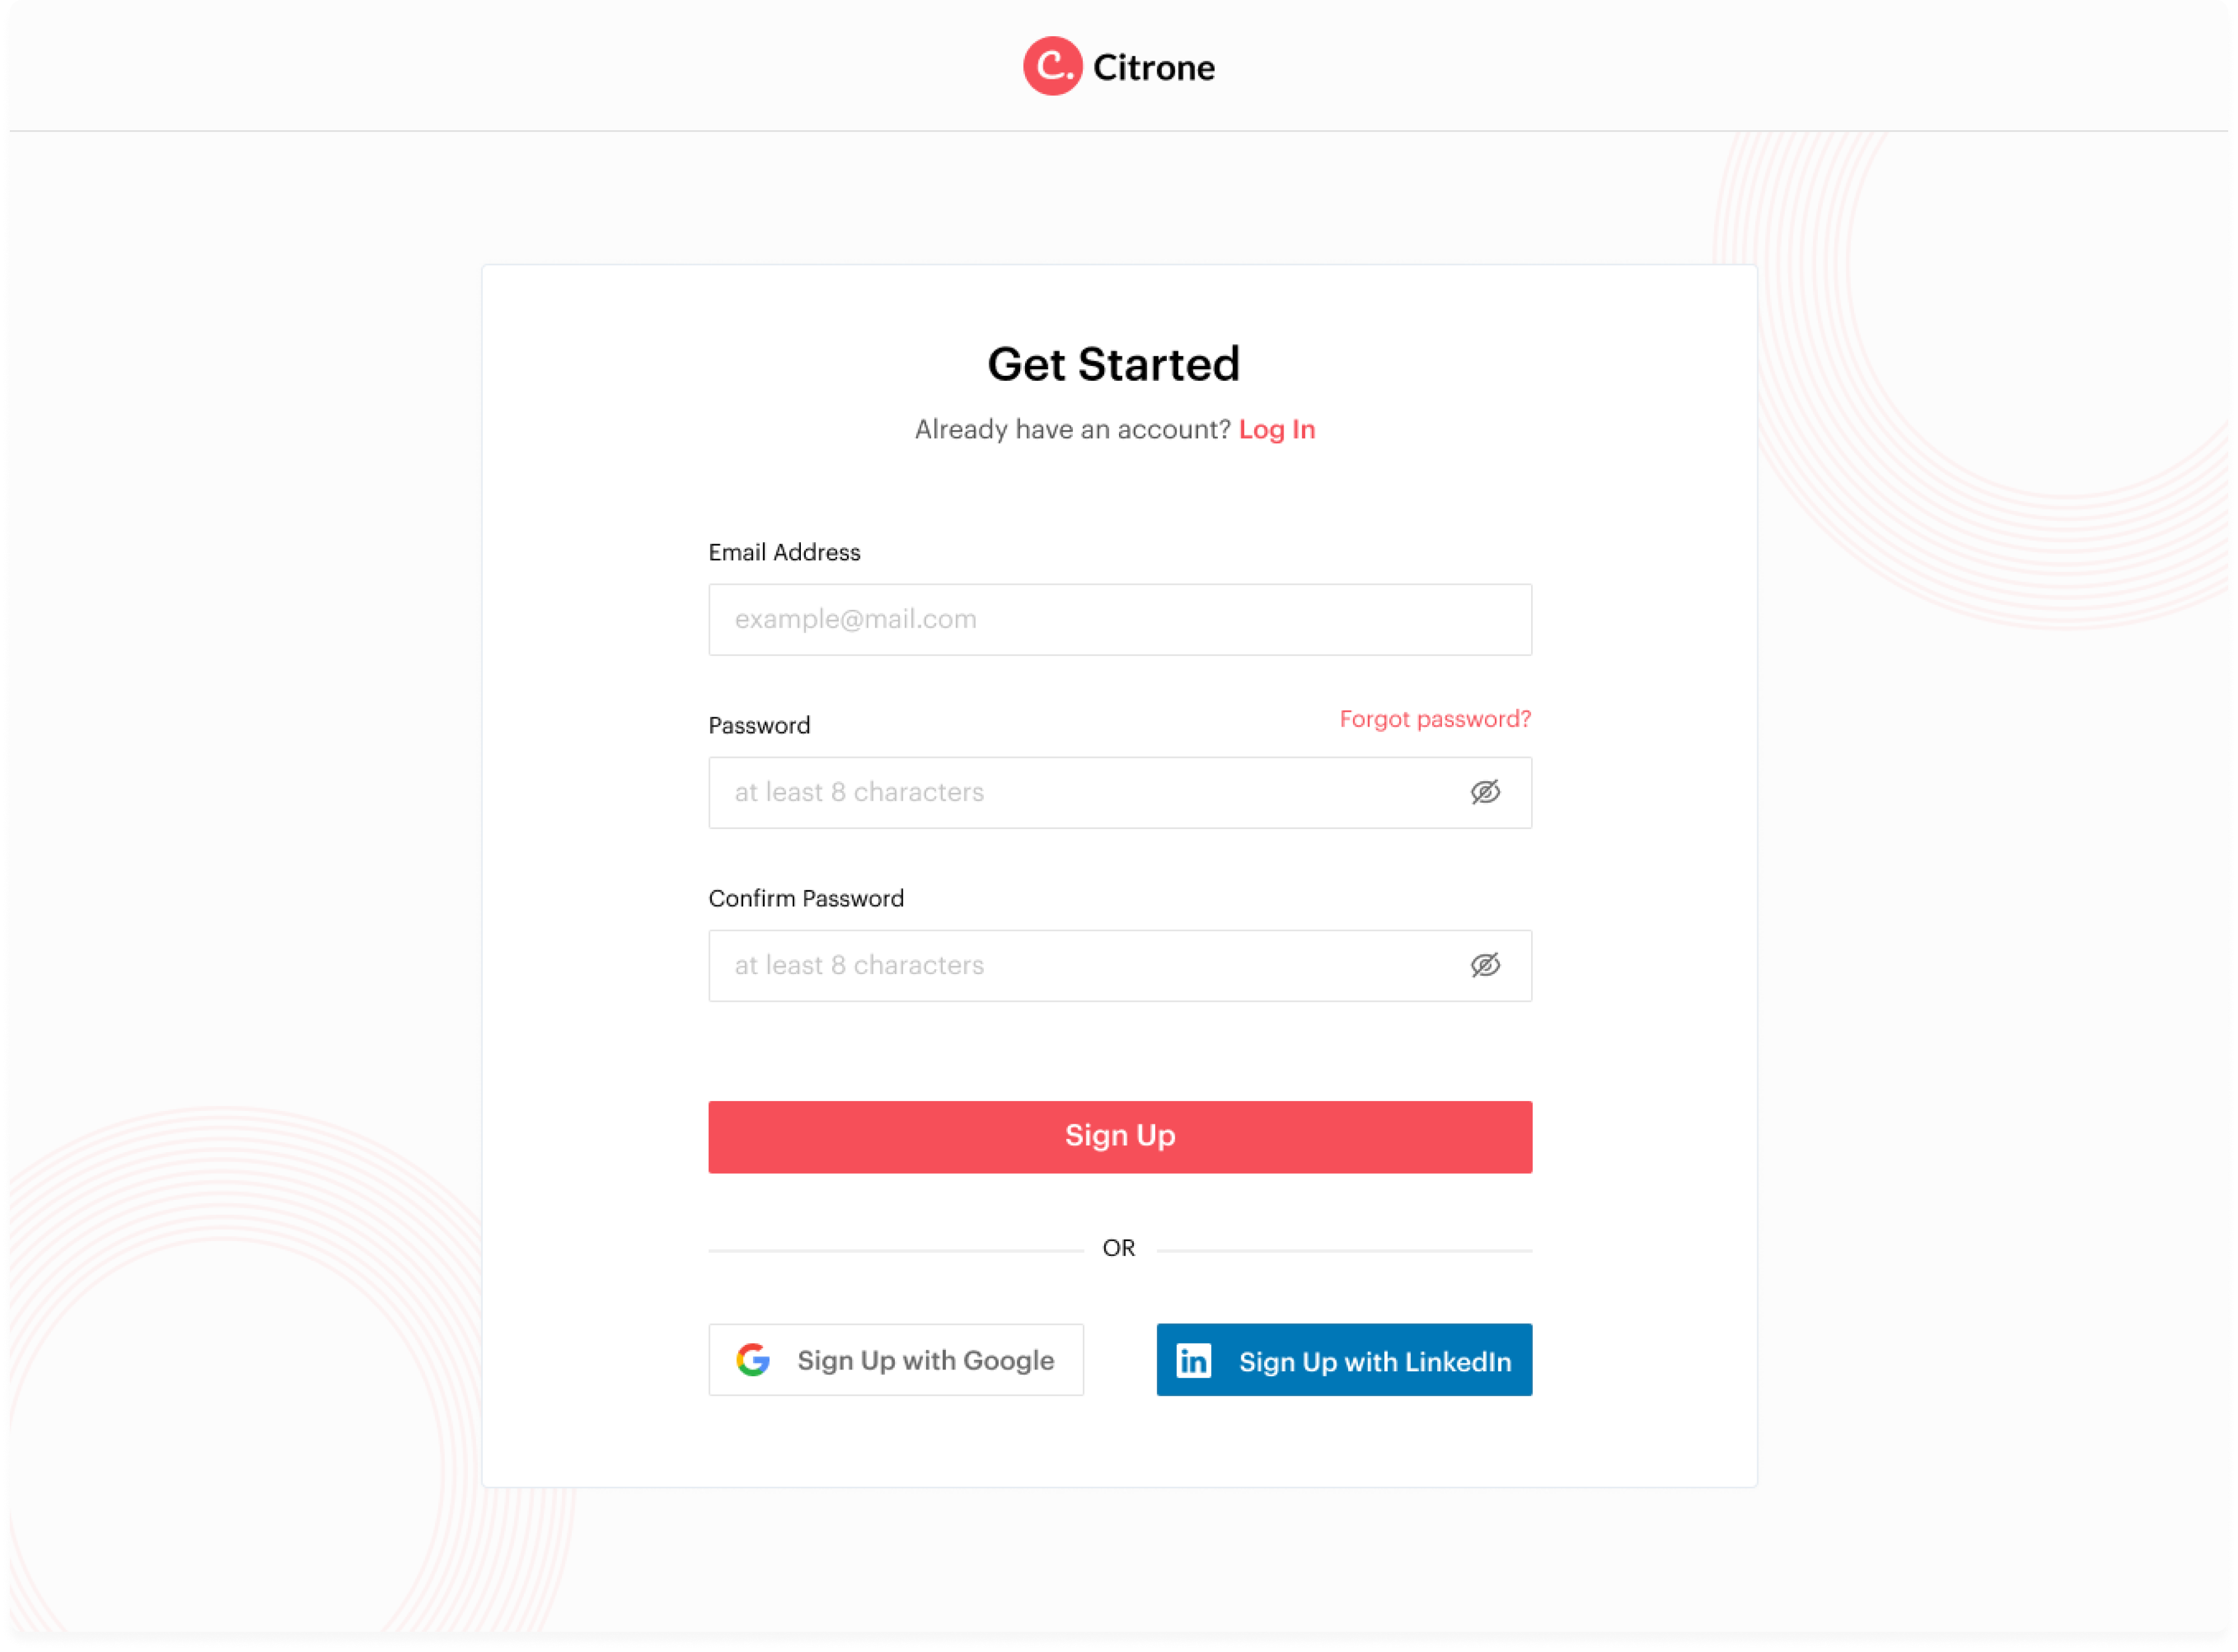 C. Citrone
Get Started
Already have an account? Log In
Email Address
example@mail.com
Password
Forgot password?
at least 8 characters
Confirm Password
at least 8 characters
Sign Up
OR
G Sign Up with Google
in Sign Up with LinkedIn